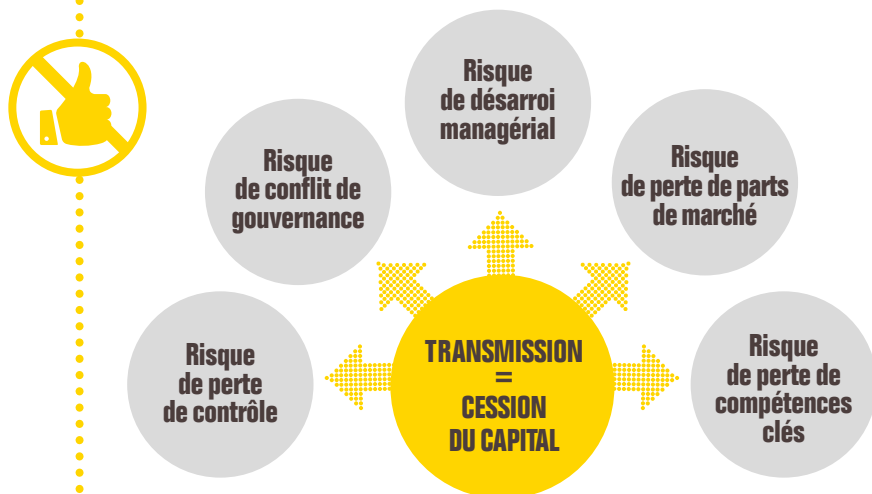 Risque
de désarroi
managérial
Risque
de conflit de
gouvernance
Risque
de perte de parts
de marché
Risque
de perte
de contrôle
TRANSMISSION
=
CESSION
DU CAPITAL
Risque
de perte de
compétences
clés